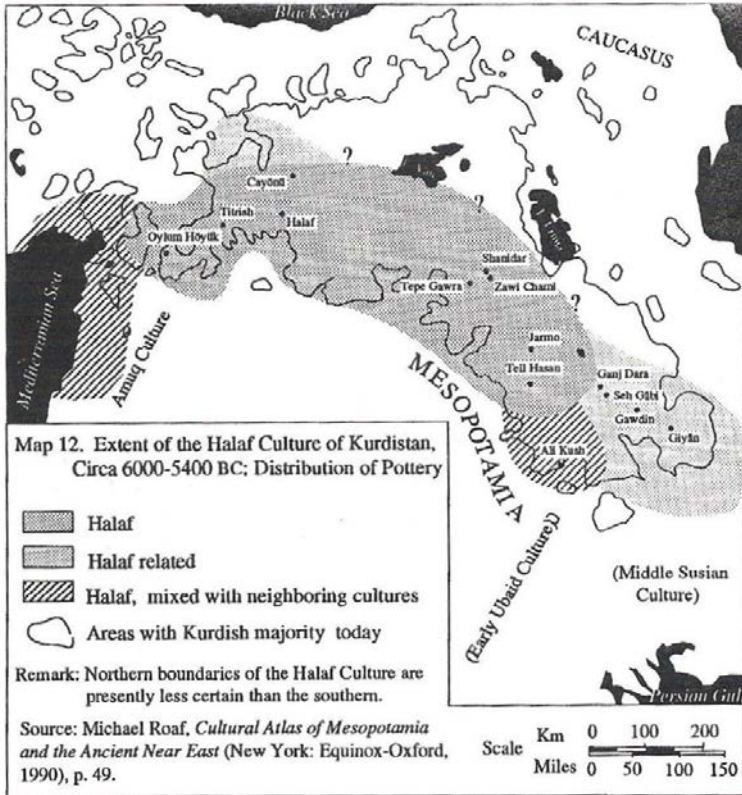 Black Sea
CAUCASUS
?
Van
Cayönü
?
Titrish
Halaf
Oylum Höyük
Shanidar
Tepe Gawra
Zawi Chami
?
Mediterranean Sea
Amuq Culture
MESOPOTAMIA
Jarmo
Tell Hasan
Ganj Dara
Seh Gābi
Gawdin
Giyān
Ali Kush
(Early Ubaid Culture)
(Middle Susian
Culture)
Persian Gulf
Map 12. Extent of the Halaf Culture of Kurdistan,
Circa 6000-5400 BC; Distribution of Pottery
Halaf
Halaf related
Halaf, mixed with neighboring cultures
Areas with Kurdish majority today
Remark: Northern boundaries of the Halaf Culture are
presently less certain than the southern.
Source: Michael Roaf, Cultural Atlas of Mesopotamia
and the Ancient Near East (New York: Equinox-Oxford,
1990), p. 49.
Scale
Km 0 100 200
Miles 0 50 100 150